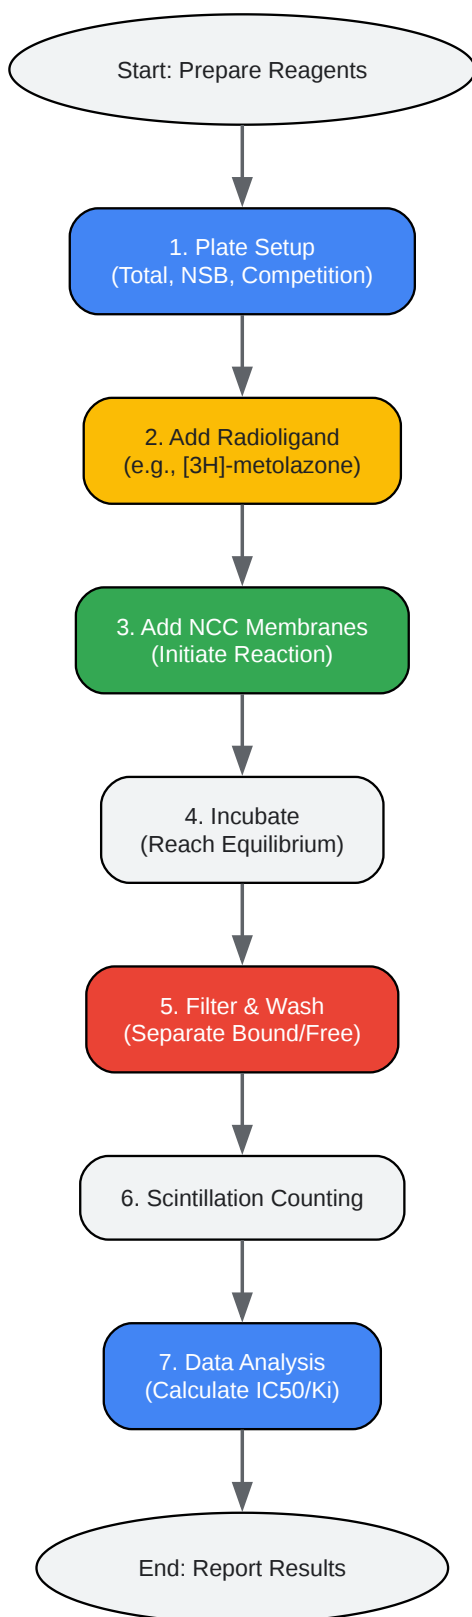 Start: Prepare Reagents
1. Plate Setup
(Total, NSB, Competition)
2. Add Radioligand
(e.g., [3H]-metolazone)
3. Add NCC Membranes
(Initiate Reaction)
4. Incubate
(Reach Equilibrium)
5. Filter & Wash
(Separate Bound/Free)
6. Scintillation Counting
7. Data Analysis
(Calculate IC50/Ki)
End: Report Results